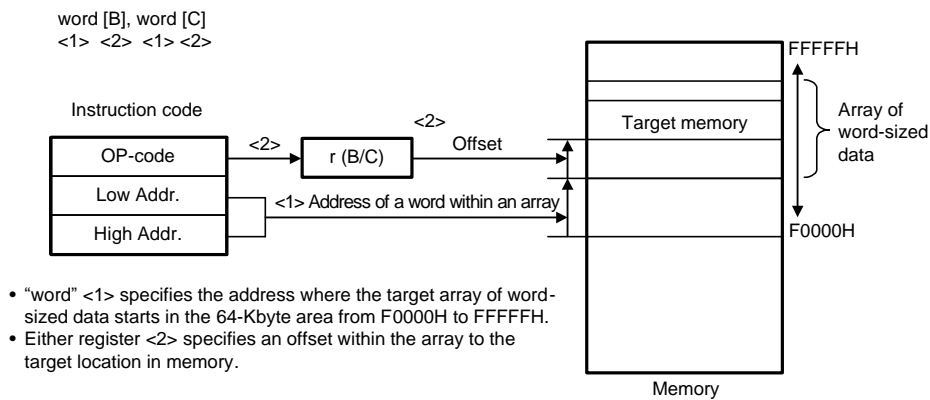 word [B], word [C]
<1> <2> <1> <2>
Instruction code
OP-code
Low Addr.
High Addr.
<2>
r (B/C)
<2>
Offset
<1> Address of a word within an array
FFFFFH
Target memory
Array of
word-sized
data
F0000H
Memory
• “word” <1> specifies the address where the target array of word-
sized data starts in the 64-Kbyte area from F0000H to FFFFFH.
• Either register <2> specifies an offset within the array to the
target location in memory.